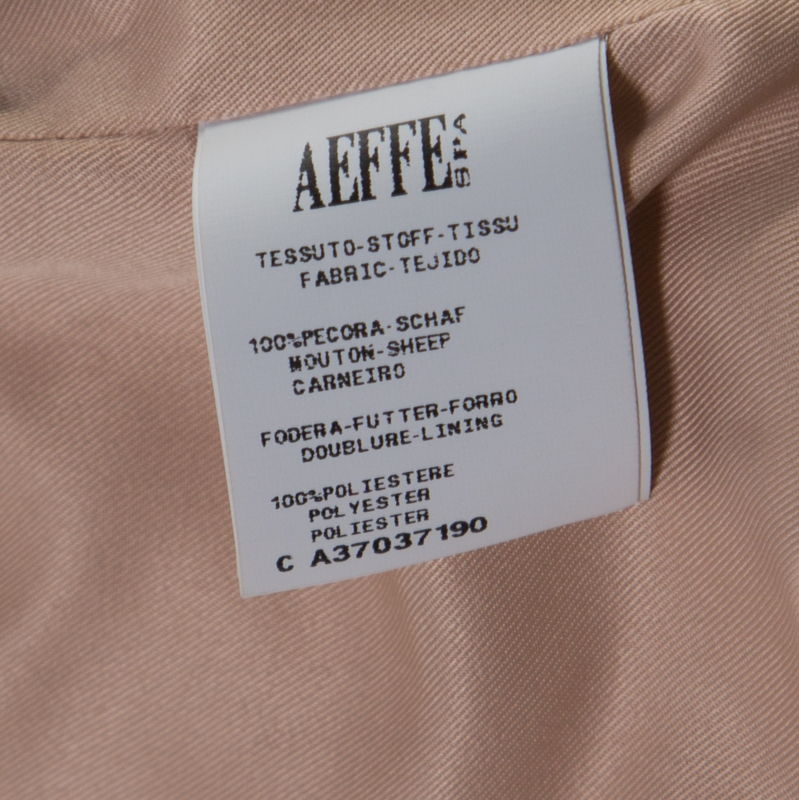 AEFFE SPA
TESSUTO-STOFF-TISSU
FABRIC-TEJIDO
100%PECORA-SCHAF
MOUTON-SHEEP
CARNEIRO
FODERA-FUTTER-FORRO
DOUBLURE-LINING
100%POLIESTERE
POLYESTER
POLIESTER
C A37037190